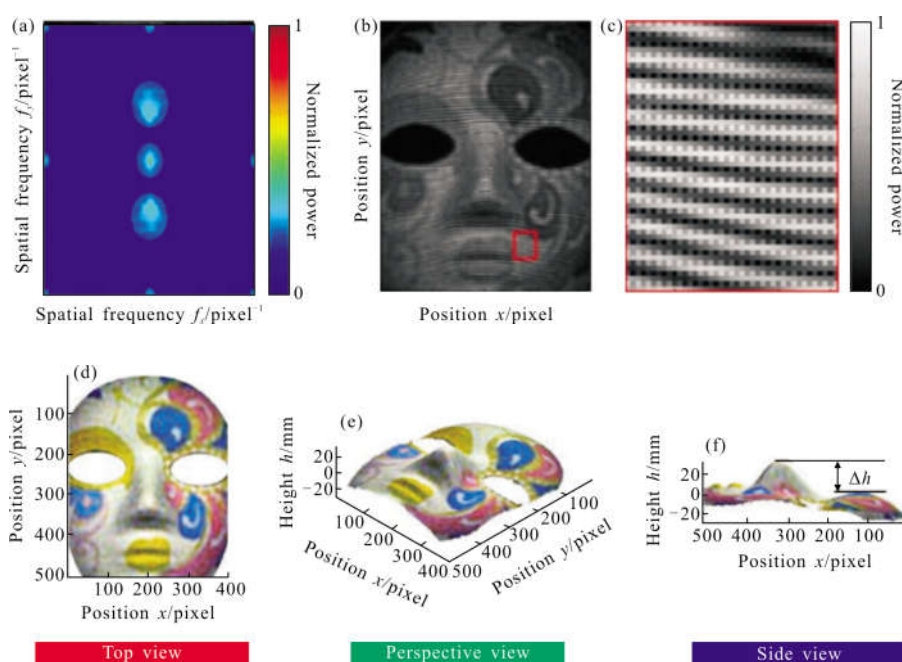 (a)
Spatial frequency f_y/pixel⁻¹
Spatial frequency f_x/pixel⁻¹
1
0
Normalized power
(b)
Position y/pixel
Position x/pixel
(c)
1
0
Normalized power
(d)
Position y/pixel
100
200
300
400
500
0 100 200 300 400
Position x/pixel
Top view
(e)
Height h/mm
20
0
−20
100
200
300
400
Position x/pixel
500
400
300
200
100
Position y/pixel
Perspective view
(f)
Height h/mm
20
0
−20
Δh
500 400 300 200 100
Position x/pixel
Side view